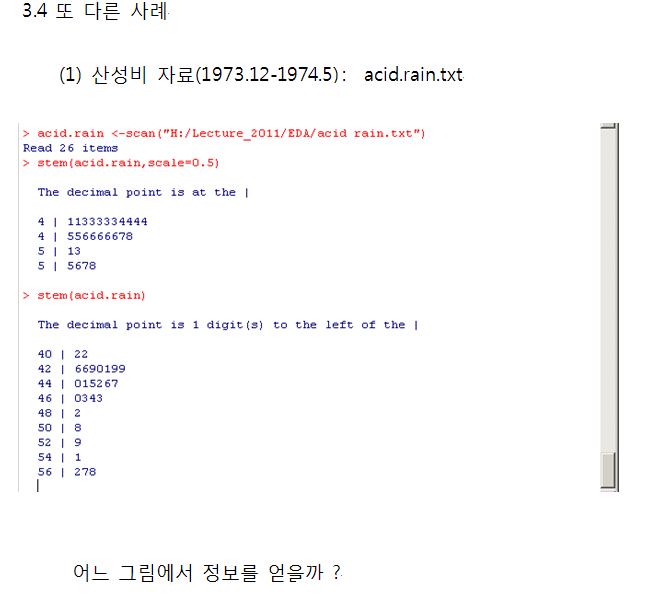 3.4 또 다른 사례
(1) 산성비 자료(1973.12-1974.5): acid.rain.txt
> acid.rain <-scan("H:/Lecture_2011/EDA/acid rain.txt")
Read 26 items
> stem(acid.rain,scale=0.5)
The decimal point is at the |
4 | 11333334444
4 | 556666678
5 | 13
5 | 5678
> stem(acid.rain)
The decimal point is 1 digit(s) to the left of the |
40 | 22
42 | 6690199
44 | 015267
46 | 0343
48 | 2
50 | 8
52 | 9
54 | 1
56 | 278
어느 그림에서 정보를 얻을까 ?